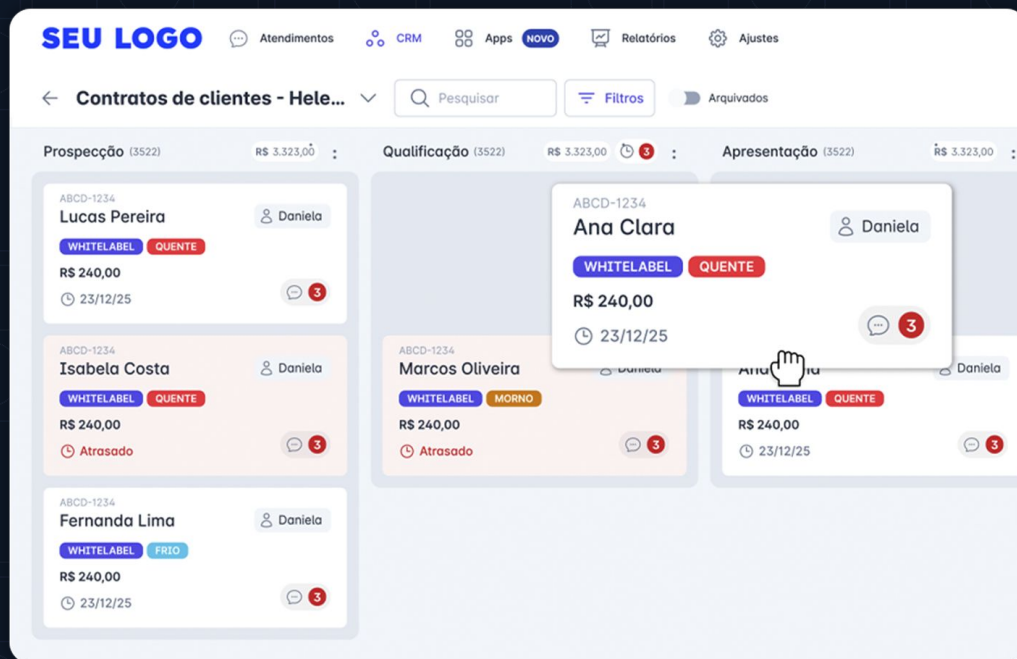 SEU LOGO
Atendimentos
CRM
Apps NOVO
Relatórios
Ajustes
Contratos de clientes - Hele...
Pesquisar
Filtros
Arquivados
Prospecção (3522) R$ 3.323,00
ABCD-1234
Lucas Pereira
Daniela
WHITELABEL QUENTE
R$ 240,00
23/12/25
3
ABCD-1234
Isabela Costa
Daniela
WHITELABEL QUENTE
R$ 240,00
Atrasado
3
ABCD-1234
Fernanda Lima
Daniela
WHITELABEL FRIO
R$ 240,00
23/12/25
3
Qualificação (3522) R$ 3.323,00 3
ABCD-1234
Marcos Oliveira
Daniela
WHITELABEL MORNO
R$ 240,00
Atrasado
3
Apresentação (3522) R$ 3.323,00
ABCD-1234
Ana Clara
Daniela
WHITELABEL QUENTE
R$ 240,00
23/12/25
3
Daniela
WHITELABEL QUENTE
R$ 240,00
23/12/25
3